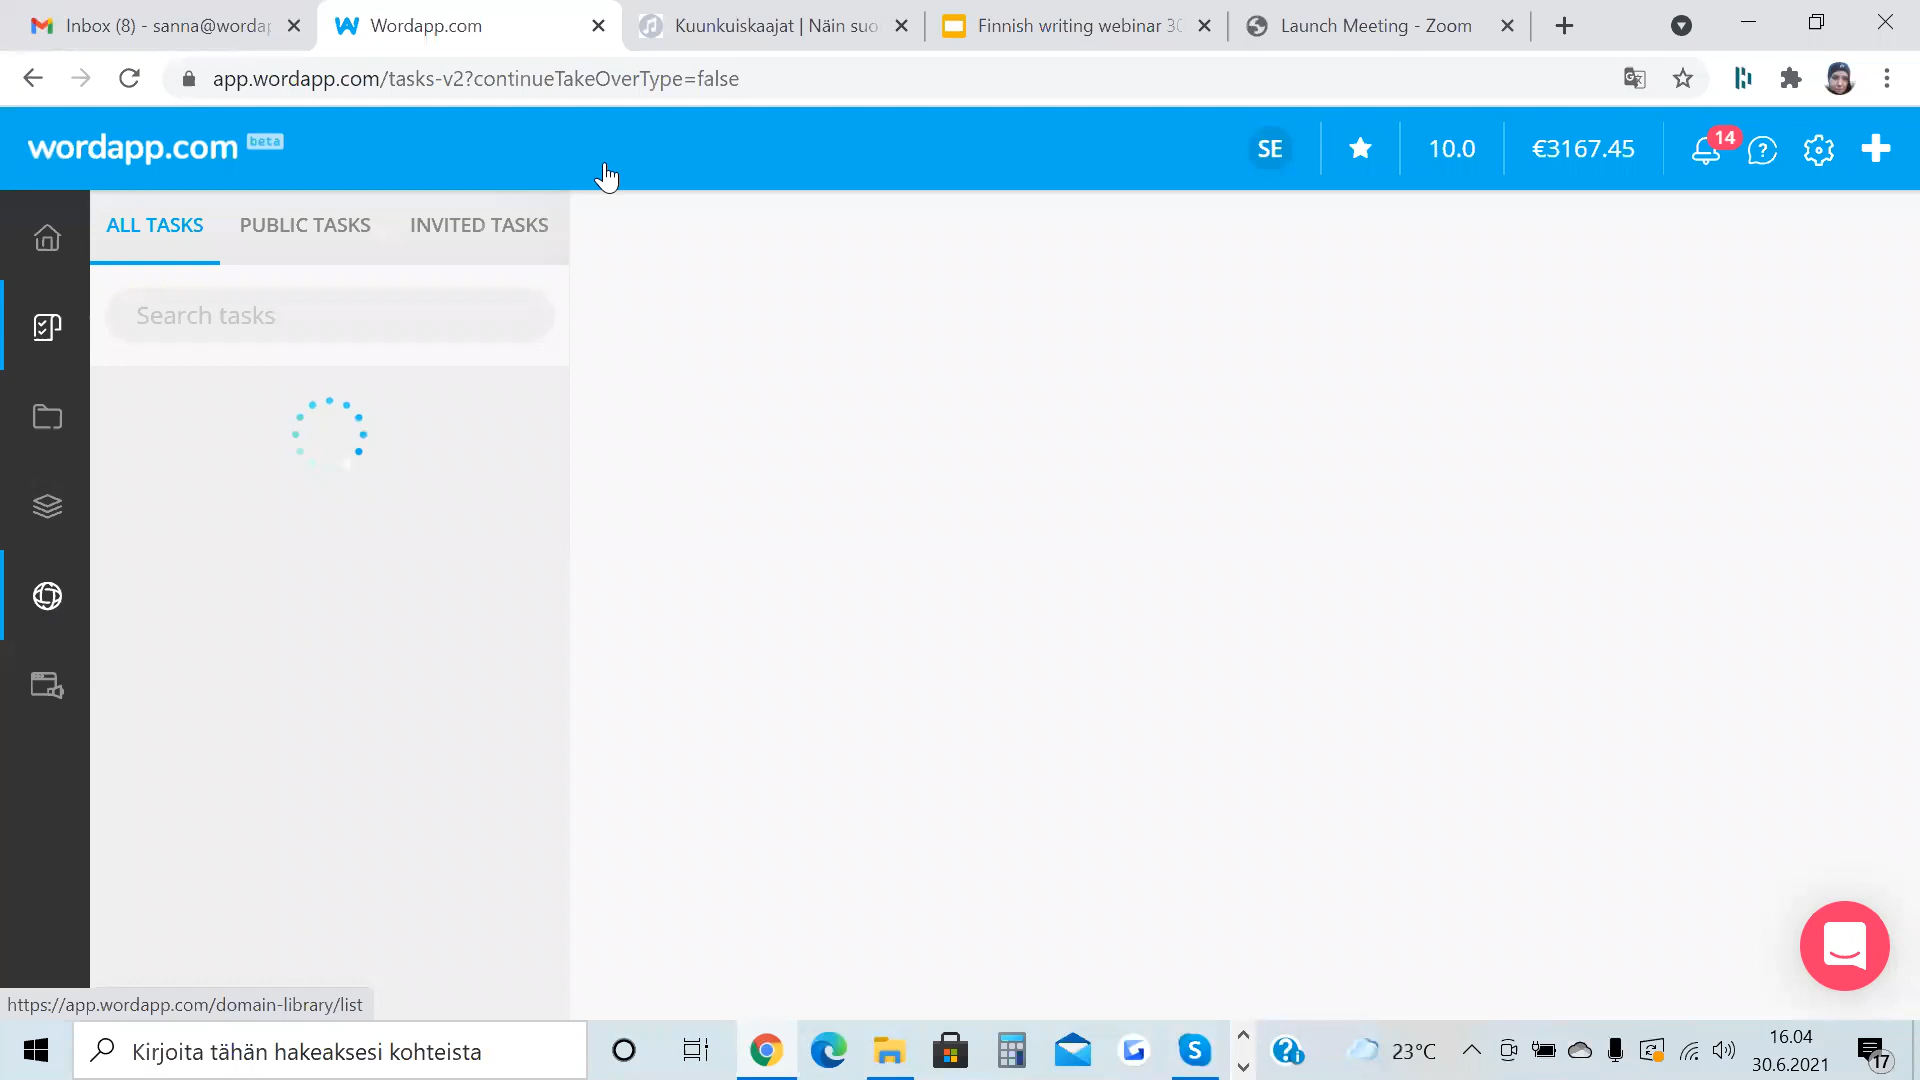 Inbox (8) - sanna@wordap
Wordapp.com
Kuunkuiskaajat | Näin suo
Finnish writing webinar 30
Launch Meeting - Zoom
app.wordapp.com/tasks-v2?continueTakeOverType=false
wordapp.com beta
SE
10.0
€3167.45
14
ALL TASKS
PUBLIC TASKS
INVITED TASKS
Search tasks
https://app.wordapp.com/domain-library/list
Kirjoita tähän hakeaksesi kohteista
23°C
16.04
30.6.2021
17